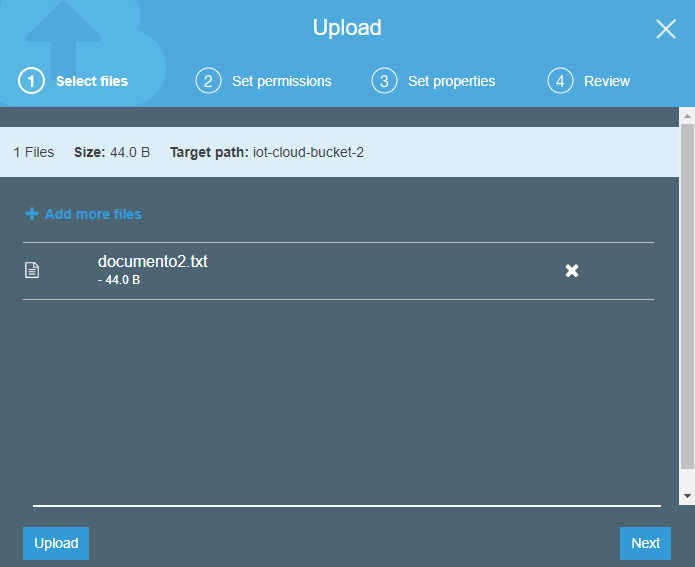 Upload
1 Select files 2 Set permissions 3 Set properties 4 Review
1 Files Size: 44.0 B Target path: iot-cloud-bucket-2
Add more files
documento2.txt
- 44.0 B
Upload Next